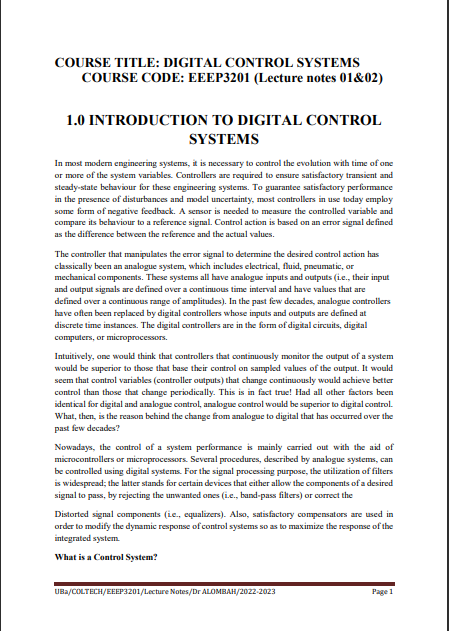 COURSE TITLE: DIGITAL CONTROL SYSTEMS
COURSE CODE: EEEP3201 (Lecture notes 01&02)
1.0 INTRODUCTION TO DIGITAL CONTROL
SYSTEMS
In most modern engineering systems, it is necessary to control the evolution with time of one
or more of the system variables. Controllers are required to ensure satisfactory transient and
steady-state behaviour for these engineering systems. To guarantee satisfactory performance
in the presence of disturbances and model uncertainty, most controllers in use today employ
some form of negative feedback. A sensor is needed to measure the controlled variable and
compare its behaviour to a reference signal. Control action is based on an error signal defined
as the difference between the reference and the actual values.
The controller that manipulates the error signal to determine the desired control action has
classically been an analogue system, which includes electrical, fluid, pneumatic, or
mechanical components. These systems all have analogue inputs and outputs (i.e., their input
and output signals are defined over a continuous time interval and have values that are
defined over a continuous range of amplitudes). In the past few decades, analogue controllers
have often been replaced by digital controllers whose inputs and outputs are defined at
discrete time instances. The digital controllers are in the form of digital circuits, digital
computers, or microprocessors.
Intuitively, one would think that controllers that continuously monitor the output of a system
would be superior to those that base their control on sampled values of the output. It would
seem that control variables (controller outputs) that change continuously would achieve better
control than those that change periodically. This is in fact true! Had all other factors been
identical for digital and analogue control, analogue control would be superior to digital control.
What, then, is the reason behind the change from analogue to digital that has occurred over the
past few decades?
Nowadays, the control of a system performance is mainly carried out with the aid of
microcontrollers or microprocessors. Several procedures, described by analogue systems, can
be controlled using digital systems. For the signal processing purpose, the utilization of filters
is widespread; the latter stands for certain devices that either allow the components of a desired
signal to pass, by rejecting the unwanted ones (i.e., band-pass filters) or correct the
Distorted signal components (i.e., equalizers). Also, satisfactory compensators are used in
order to modify the dynamic response of control systems so as to maximize the response of the
integrated system.
What is a Control System?
UBa/COLTECH/EEEP3201/Lecture Notes/Dr ALOMBAH/2022-2023 Page 1